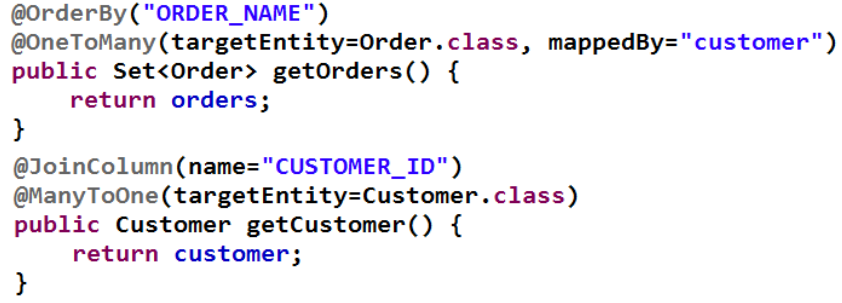 @OrderBy("ORDER_NAME")
@OneToMany(targetEntity=Order.class, mappedBy="customer")
public Set<Order> getOrders() {
    return orders;
}
@JoinColumn(name="CUSTOMER_ID")
@ManyToOne(targetEntity=Customer.class)
public Customer getCustomer() {
    return customer;
}